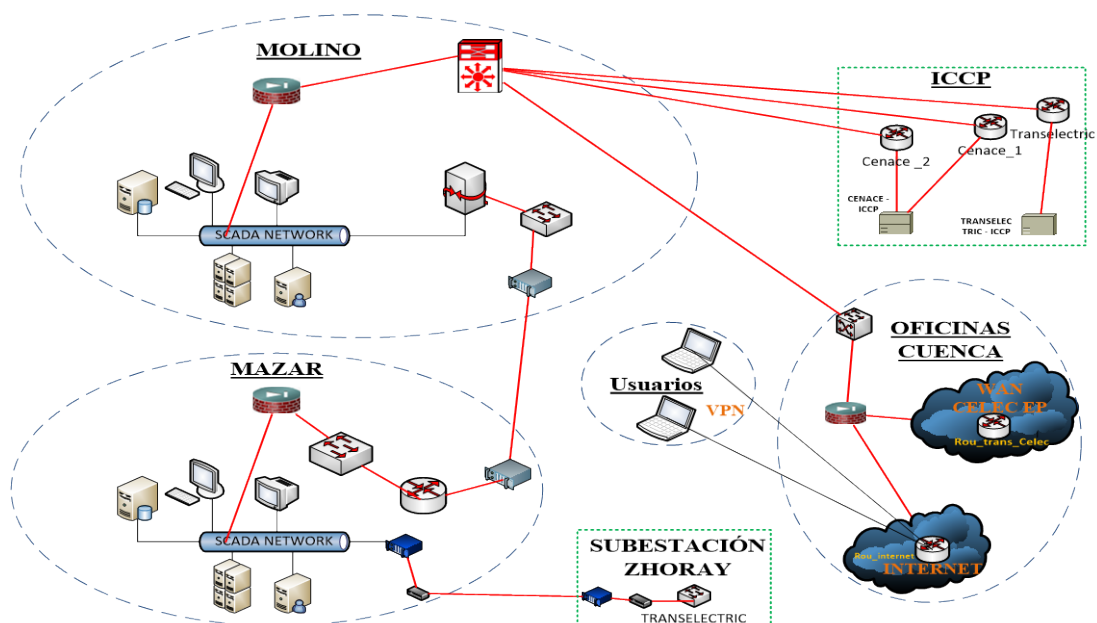 MOLINO
SCADA NETWORK
ICCP
Transelectric
Cenace_1
Cenace _2
CENACE -
ICCP
TRANSELEC
TRIC - ICCP
OFICINAS
CUENCA
WAN
CELEC EP
Rou_trans_Celec
Usuarios
VPN
Rou_internet
INTERNET
MAZAR
SCADA NETWORK
SUBESTACIÓN
ZHORAY
TRANSELECTRIC